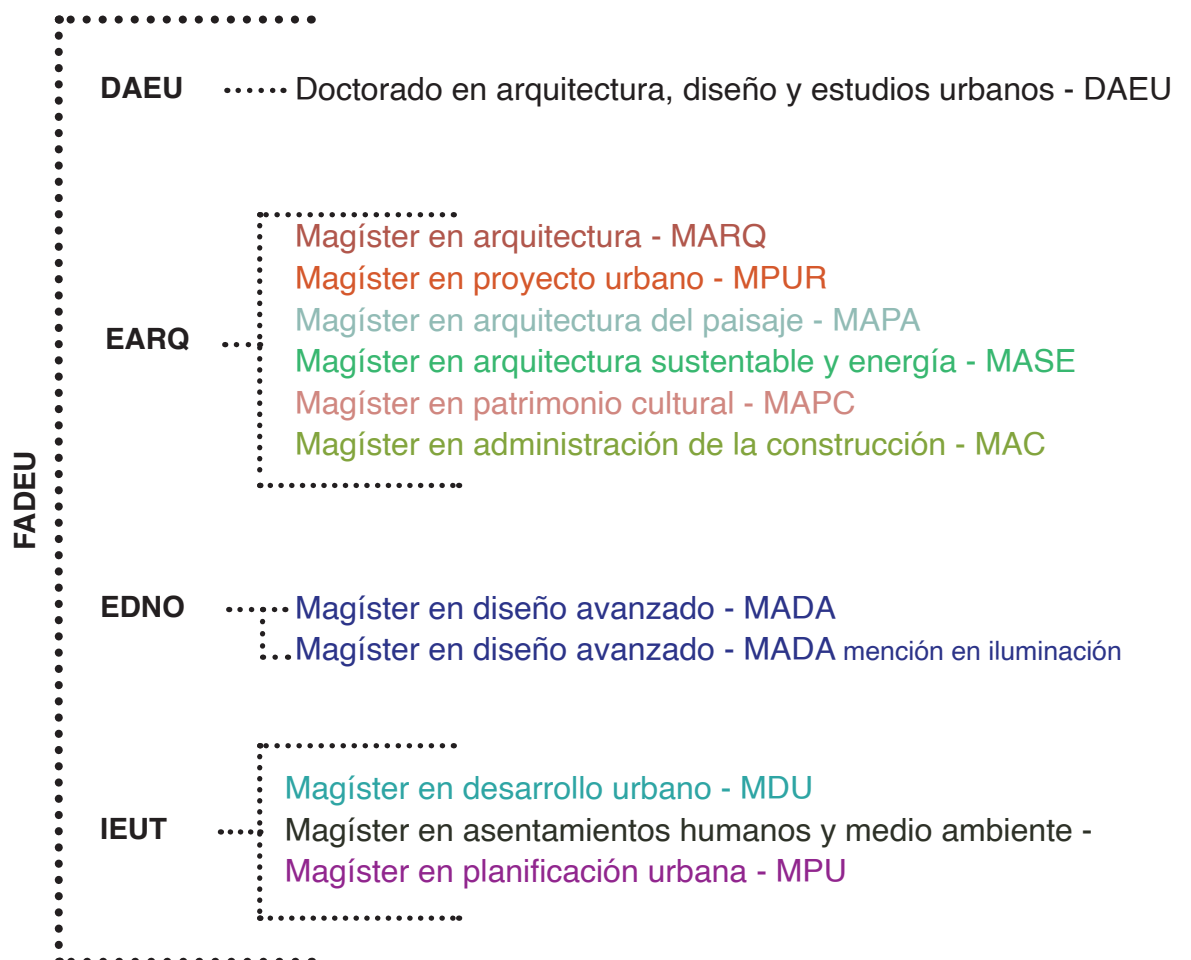 FADEU
DAEU ...... Doctorado en arquitectura, diseño y estudios urbanos - DAEU
EARQ
Magíster en arquitectura - MARQ
Magíster en proyecto urbano - MPUR
Magíster en arquitectura del paisaje - MAPA
Magíster en arquitectura sustentable y energía - MASE
Magíster en patrimonio cultural - MAPC
Magíster en administración de la construcción - MAC
EDNO ...... Magíster en diseño avanzado - MADA
Magíster en diseño avanzado - MADA mención en iluminación
IEUT
Magíster en desarrollo urbano - MDU
Magíster en asentamientos humanos y medio ambiente -
Magíster en planificación urbana - MPU